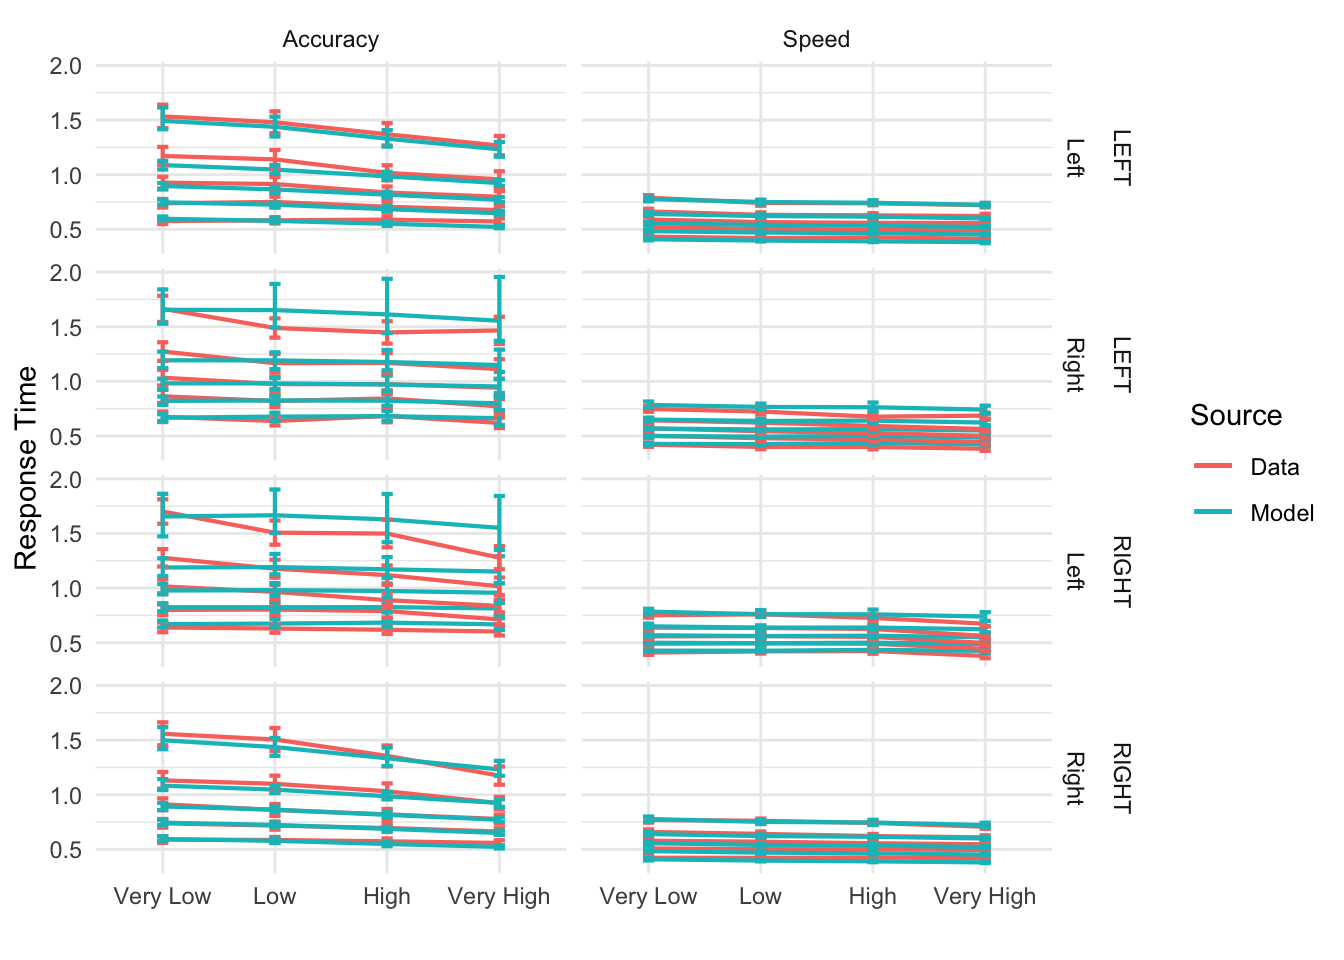 Accuracy
Speed
2.0
1.5
1.0
0.5
Left
LEFT
2.0
1.5
1.0
0.5
Right
LEFT
Response Time
2.0
1.5
1.0
0.5
Left
RIGHT
2.0
1.5
1.0
0.5
Right
RIGHT
Very Low
Low
High
Very High
Very Low
Low
High
Very High
Source
Data
Model